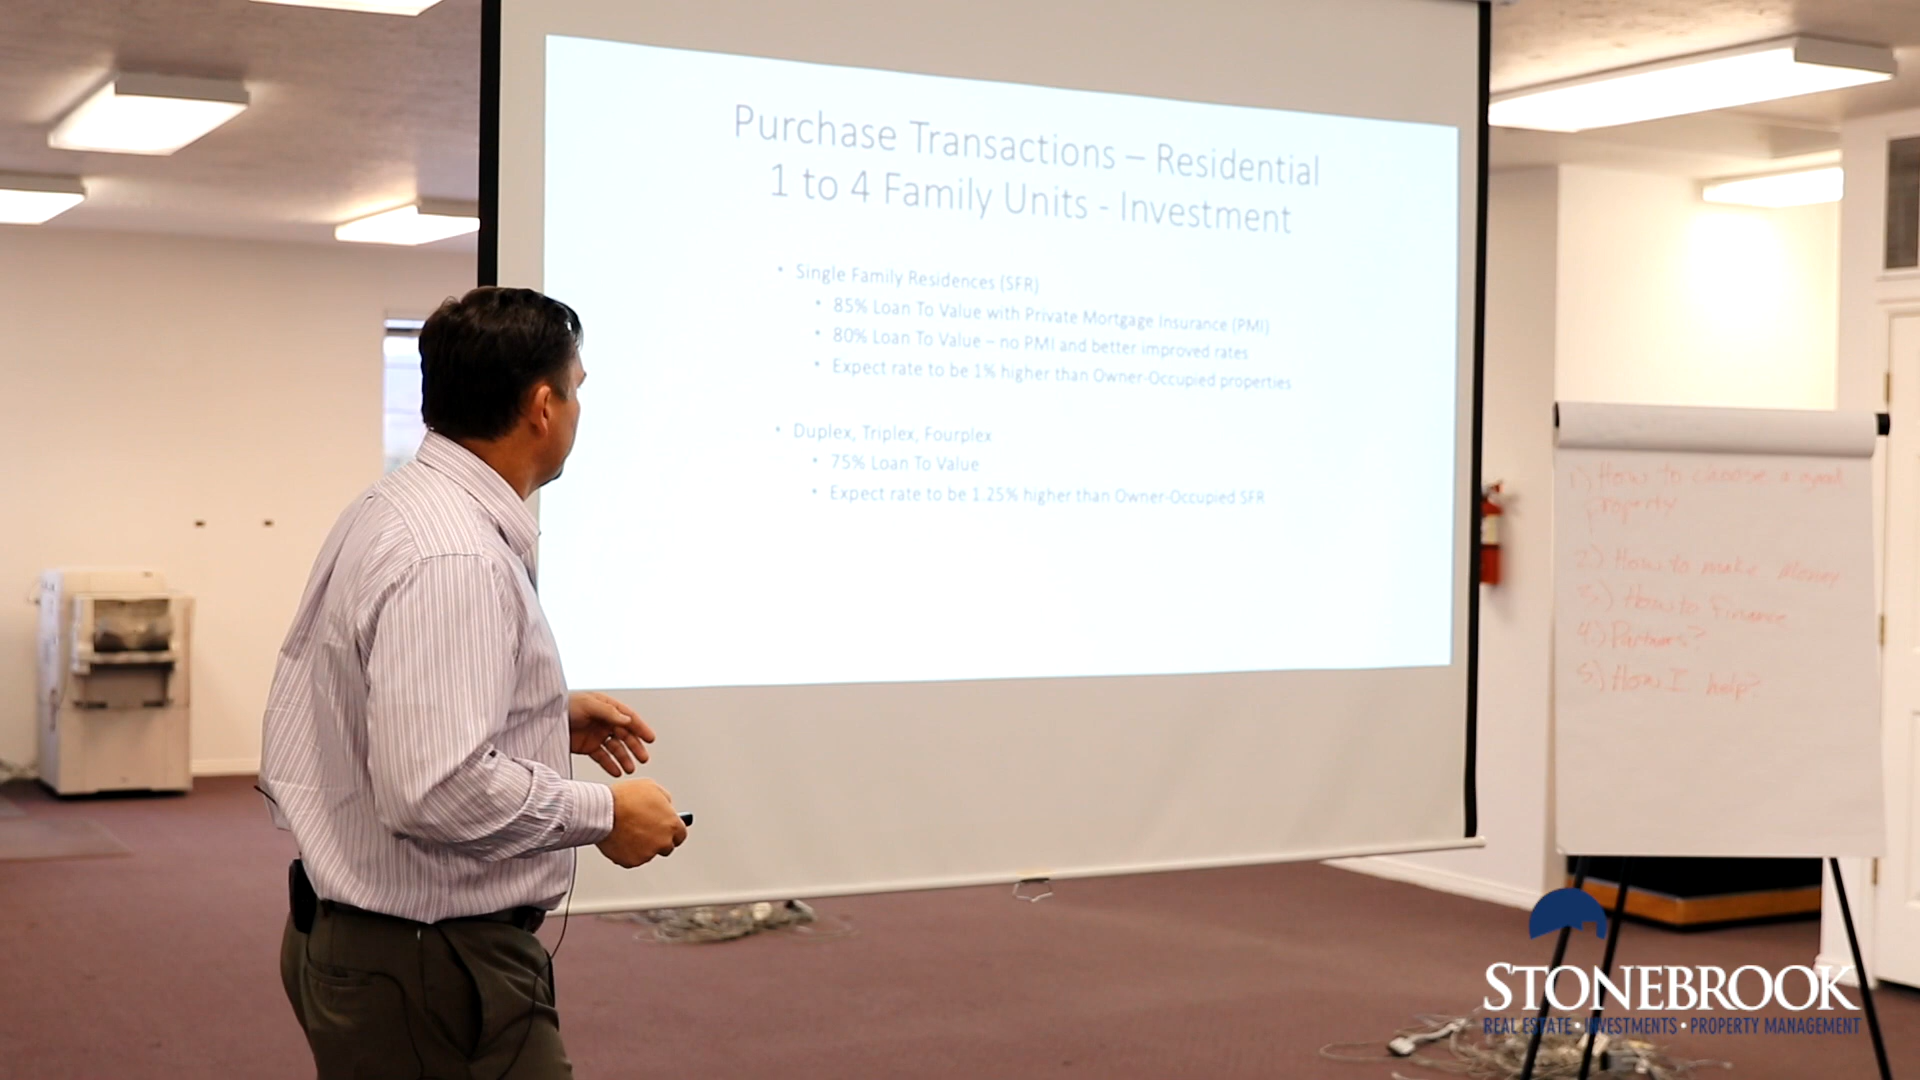 Purchase Transactions – Residential
1 to 4 Family Units - Investment
• Single Family Residences (SFR)
• 85% Loan To Value with Private Mortgage Insurance (PMI)
• 80% Loan To Value – no PMI and better improved rates
• Expect rate to be 1% higher than Owner-Occupied properties
• Duplex, Triplex, Fourplex
• 75% Loan To Value
• Expect rate to be 1.25% higher than Owner-Occupied SFR
1) How to choose a good
Property
2) How to make money
3) How to Finance
4) Partners?
5) How I help?
STONEBROOK
REAL ESTATE • INVESTMENTS • PROPERTY MANAGEMENT